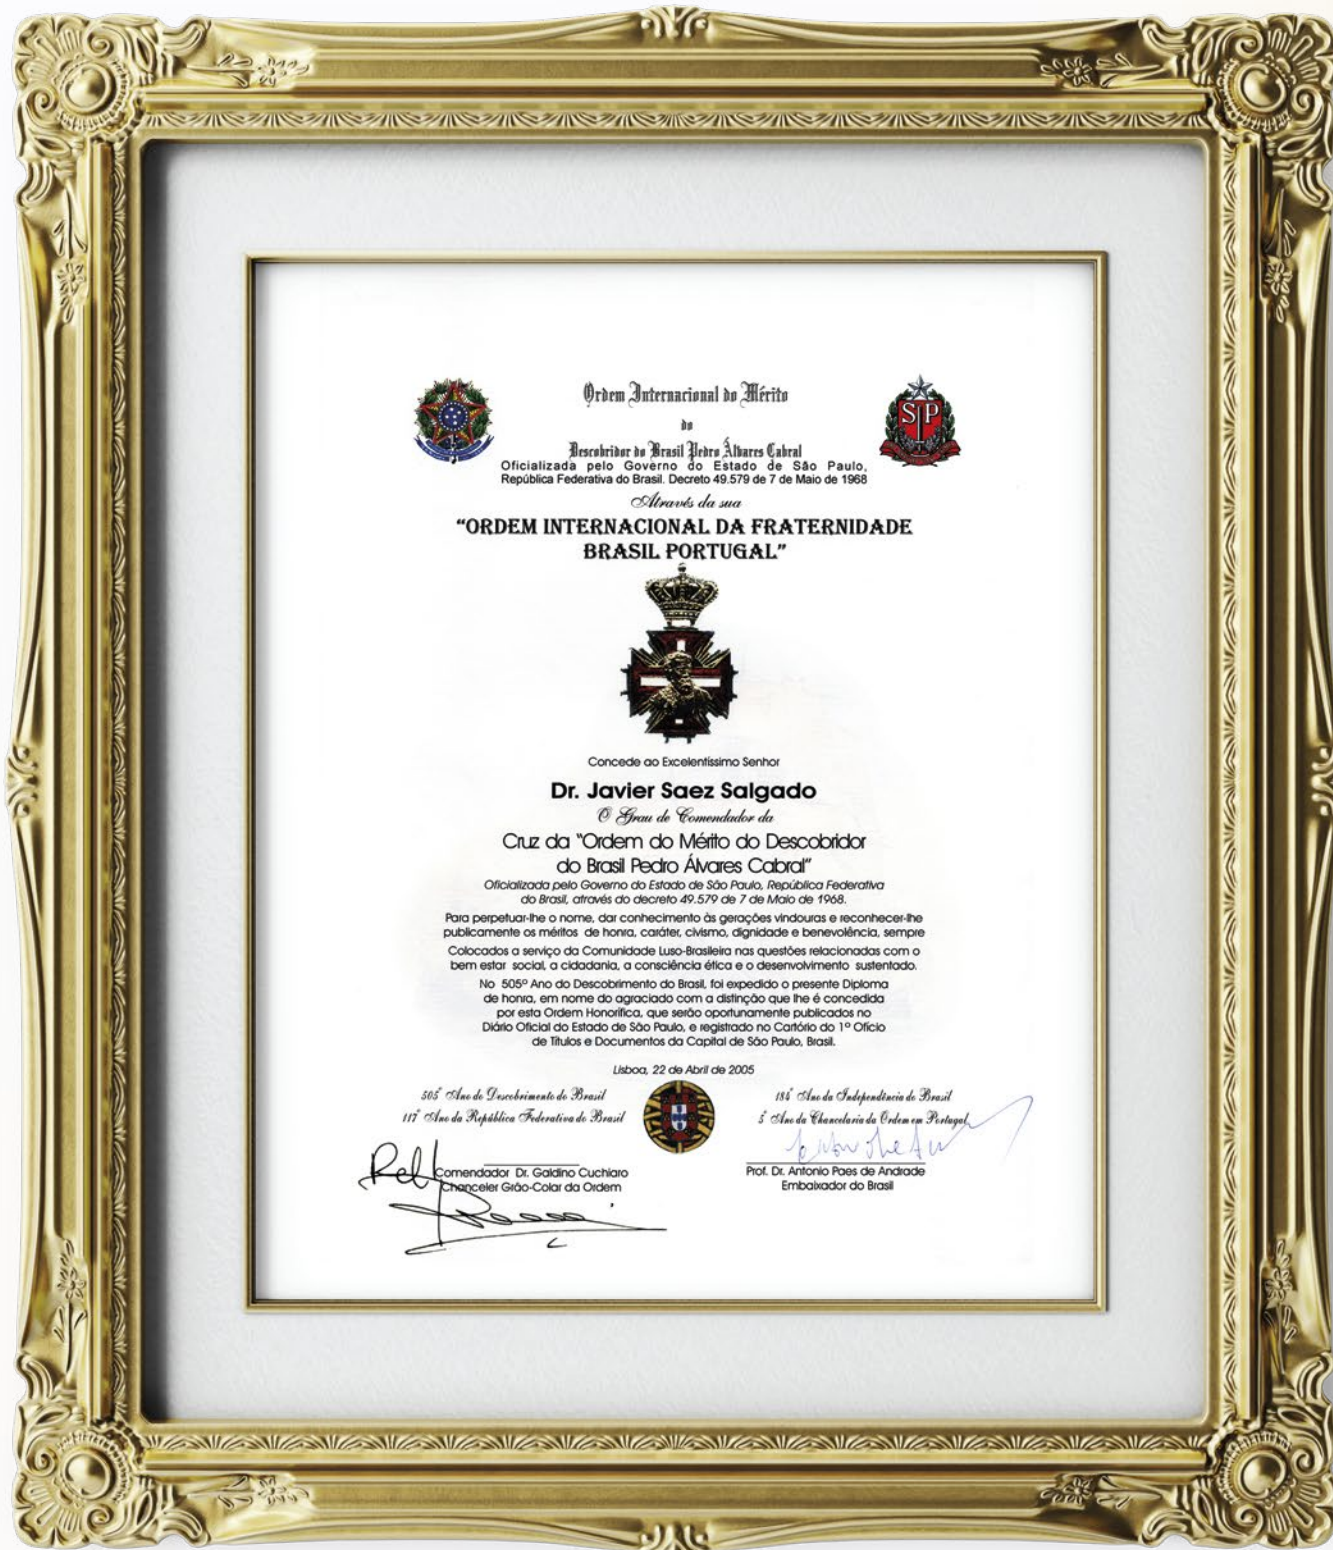 Ordem Internacional do Mérito
do
Descobridor do Brasil Pedro Álvares Cabral
Oficializada pelo Governo do Estado de São Paulo,
República Federativa do Brasil. Decreto 49.579 de 7 de Maio de 1968
Através da sua
"ORDEM INTERNACIONAL DA FRATERNIDADE
BRASIL PORTUGAL"
SP
Concede ao Excelentíssimo Senhor
Dr. Javier Saez Salgado
O Grau de Comendador da
Cruz da "Ordem do Mérito do Descobridor
do Brasil Pedro Álvares Cabral"
Oficializada pelo Governo do Estado de São Paulo, República Federativa
do Brasil, através do decreto 49.579 de 7 de Maio de 1968.
Para perpetuar-lhe o nome, dar conhecimento às gerações vindouras e reconhecer-lhe
publicamente os méritos de honra, caráter, civismo, dignidade e benevolência, sempre
Colocados a serviço da Comunidade Luso-Brasileira nas questões relacionadas com o
bem estar social, a cidadania, a consciência ética e o desenvolvimento sustentado.
No 505º Ano do Descobrimento do Brasil, foi expedido o presente Diploma
de honra, em nome do agraciado com a distinção que lhe é concedida
por esta Ordem Honorífica, que serão oportunamente publicados no
Diário Oficial do Estado de São Paulo, e registrado no Cartório do 1º Ofício
de Títulos e Documentos da Capital de São Paulo, Brasil.
Lisboa, 22 de Abril de 2005
505º Ano do Descobrimento do Brasil
117º Ano da República Federativa do Brasil
184º Ano da Independência do Brasil
5º Ano da Chancelaria da Ordem em Portugal
Comendador Dr. Galdino Cuchiaro
Chanceler Grão-Colar da Ordem
Prof. Dr. Antonio Paes de Andrade
Embaixador do Brasil